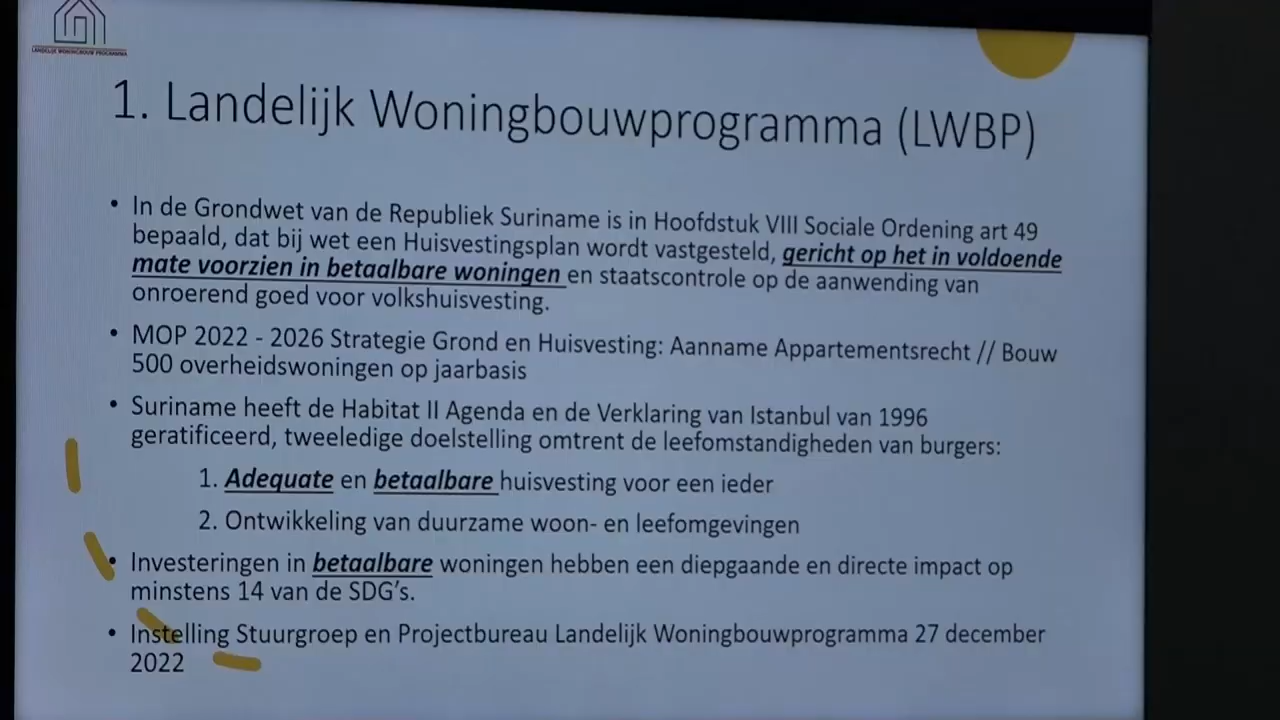 LANDELIJK WONINGBOUW PROGRAMMA
1. Landelijk Woningbouwprogramma (LWBP)
• In de Grondwet van de Republiek Suriname is in Hoofdstuk VIII Sociale Ordening art 49
bepaald, dat bij wet een Huisvestingsplan wordt vastgesteld, gericht op het in voldoende
mate voorzien in betaalbare woningen en staatscontrole op de aanwending van
onroerend goed voor volkshuisvesting.
• MOP 2022 - 2026 Strategie Grond en Huisvesting: Aanname Appartementsrecht // Bouw
500 overheidswoningen op jaarbasis
• Suriname heeft de Habitat II Agenda en de Verklaring van Istanbul van 1996
geratificeerd, tweeledige doelstelling omtrent de leefomstandigheden van burgers:
1. Adequate en betaalbare huisvesting voor een ieder
2. Ontwikkeling van duurzame woon- en leefomgevingen
• Investeringen in betaalbare woningen hebben een diepgaande en directe impact op
minstens 14 van de SDG's.
• Instelling Stuurgroep en Projectbureau Landelijk Woningbouwprogramma 27 december
2022